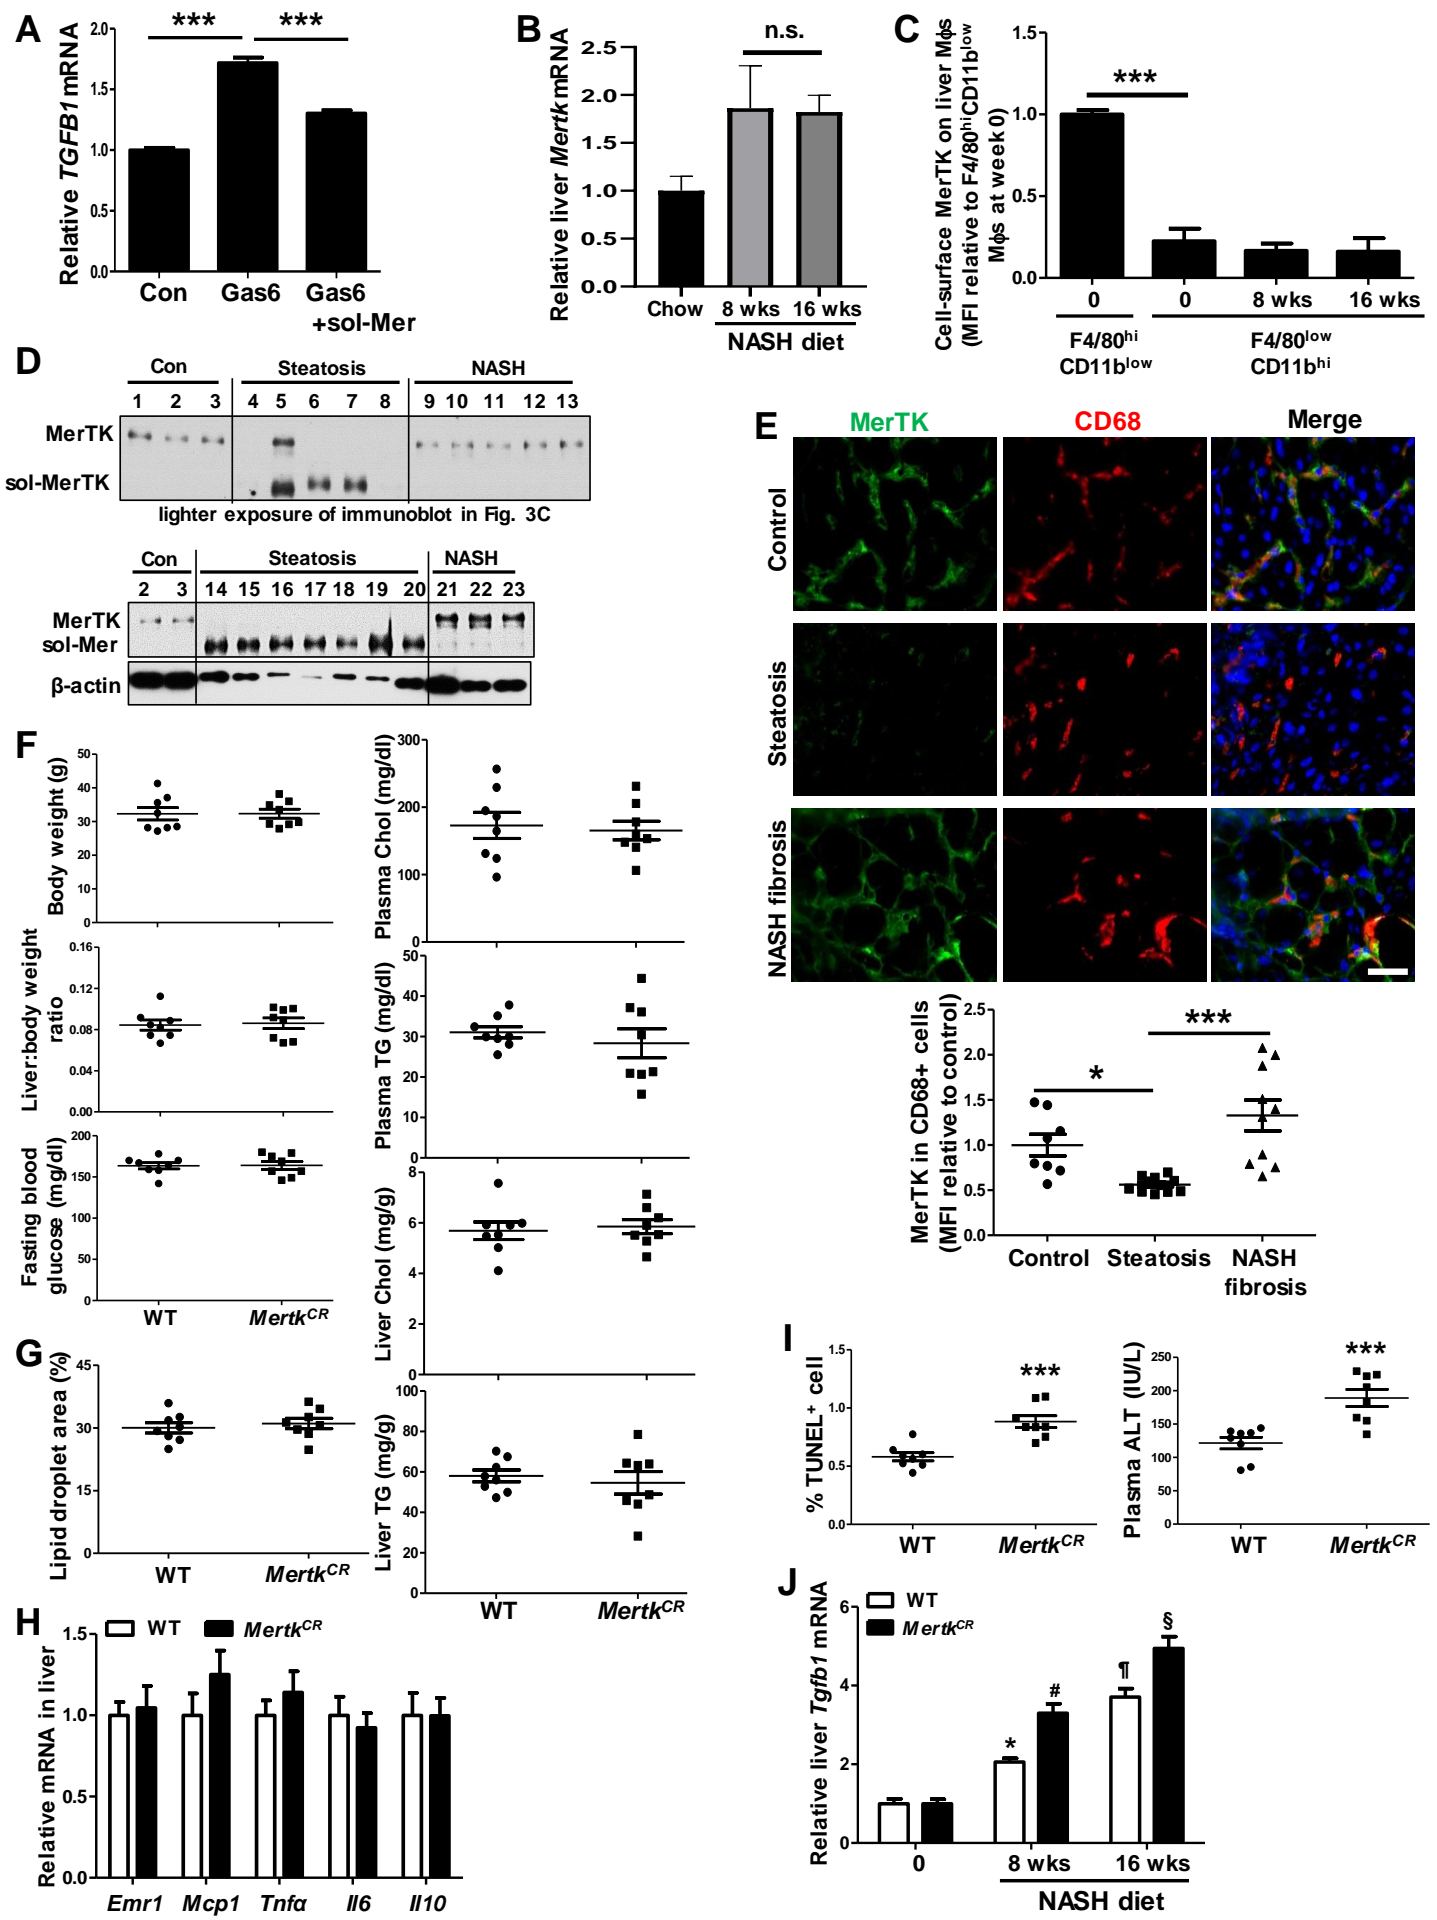 A
Relative TGFB1 mRNA
2.0
1.5
1.0
0.5
0.0
***
***
Con
Gas6
Gas6
+sol-Mer
B
Relative liver Mertk mRNA
2.5
2.0
1.5
1.0
0.5
0.0
n.s.
Chow
8 wks
16 wks
NASH diet
C
Cell-surface MerTK on liver Mϕs
(MFI relative to F4/80hiCD11blow
Mϕs at week 0)
1.5
1.0
0.5
0.0
***
0
0
8 wks
16 wks
F4/80hi
CD11blow
F4/80low
CD11bhi
D
Con
Steatosis
NASH
1 2 3 4 5 6 7 8 9 10 11 12 13
MerTK
sol-MerTK
lighter exposure of immunoblot in Fig. 3C
Con
Steatosis
NASH
2 3 14 15 16 17 18 19 20 21 22 23
MerTK
sol-Mer
β-actin
E
MerTK
CD68
Merge
Control
Steatosis
NASH fibrosis
MerTK in CD68+ cells
(MFI relative to control)
2.5
2.0
1.5
1.0
0.5
0.0
*
***
Control
Steatosis
NASH
fibrosis
F
Body weight (g)
50
40
30
20
10
0
Liver:body weight
ratio
0.16
0.12
0.08
0.04
0.00
Fasting blood
glucose (mg/dl)
200
150
100
50
0
WT
MertkCR
Plasma Chol (mg/dl)
300
200
100
0
Plasma TG (mg/dl)
50
40
30
20
10
0
Liver Chol (mg/g)
8
6
4
2
0
Liver TG (mg/g)
100
80
60
40
20
0
WT
MertkCR
G
Lipid droplet area (%)
45
30
15
0
WT
MertkCR
H
WT
MertkCR
Relative mRNA in liver
1.5
1.0
0.5
0.0
Emr1
Mcp1
Tnfα
Il6
Il10
I
% TUNEL+ cell
1.5
1.0
0.5
0.0
***
WT
MertkCR
Plasma ALT (IU/L)
250
200
150
100
50
0
***
WT
MertkCR
J
WT
MertkCR
Relative liver Tgfb1 mRNA
8
6
4
2
0
*
#
¶
§
0
8 wks
16 wks
NASH diet